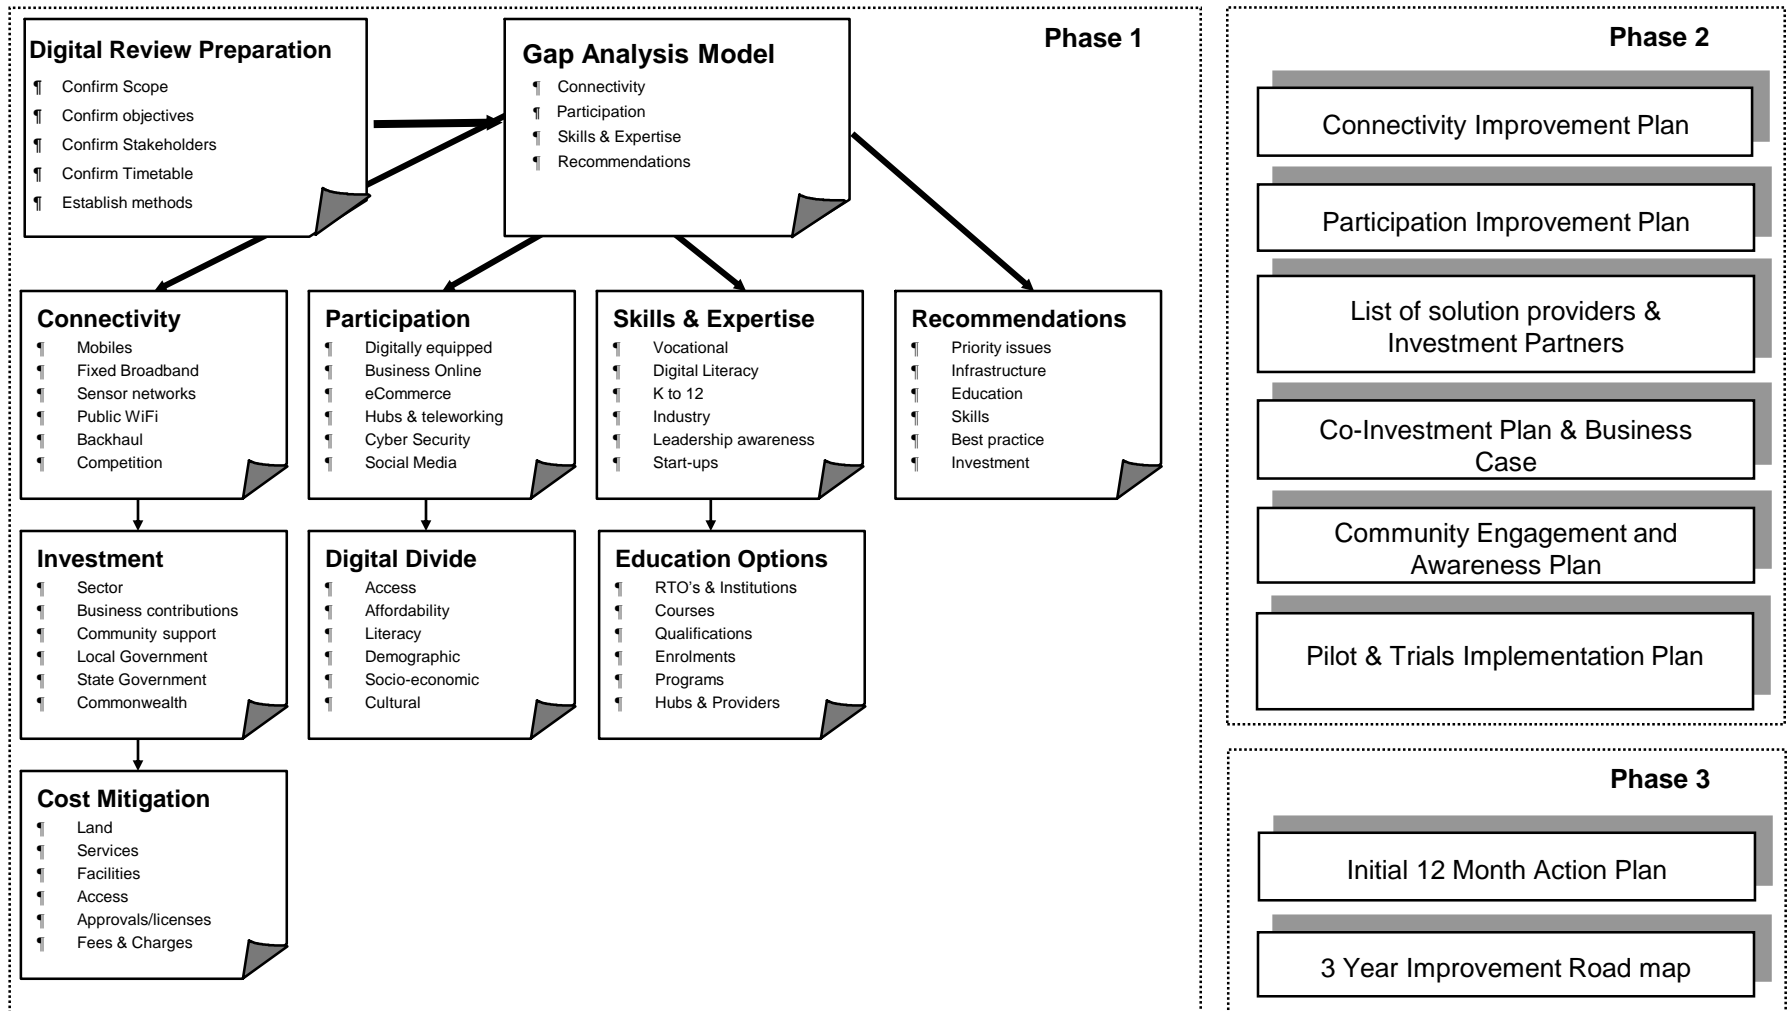 Phase 1
Digital Review Preparation
¶ Confirm Scope
¶ Confirm objectives
¶ Confirm Stakeholders
¶ Confirm Timetable
¶ Establish methods
Gap Analysis Model
¶ Connectivity
¶ Participation
¶ Skills & Expertise
¶ Recommendations
Connectivity
¶ Mobiles
¶ Fixed Broadband
¶ Sensor networks
¶ Public WiFi
¶ Backhaul
¶ Competition
Participation
¶ Digitally equipped
¶ Business Online
¶ eCommerce
¶ Hubs & teleworking
¶ Cyber Security
¶ Social Media
Skills & Expertise
¶ Vocational
¶ Digital Literacy
¶ K to 12
¶ Industry
¶ Leadership awareness
¶ Start-ups
Recommendations
¶ Priority issues
¶ Infrastructure
¶ Education
¶ Skills
¶ Best practice
¶ Investment
Investment
¶ Sector
¶ Business contributions
¶ Community support
¶ Local Government
¶ State Government
¶ Commonwealth
Digital Divide
¶ Access
¶ Affordability
¶ Literacy
¶ Demographic
¶ Socio-economic
¶ Cultural
Education Options
¶ RTO's & Institutions
¶ Courses
¶ Qualifications
¶ Enrolments
¶ Programs
¶ Hubs & Providers
Cost Mitigation
¶ Land
¶ Services
¶ Facilities
¶ Access
¶ Approvals/licenses
¶ Fees & Charges
Phase 2
Connectivity Improvement Plan
Participation Improvement Plan
List of solution providers &
Investment Partners
Co-Investment Plan & Business
Case
Community Engagement and
Awareness Plan
Pilot & Trials Implementation Plan
Phase 3
Initial 12 Month Action Plan
3 Year Improvement Road map